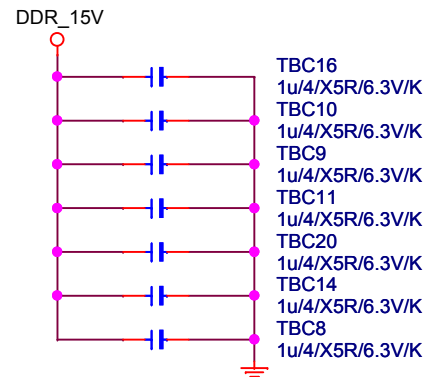 DDR_15V
TBC16
1u/4/X5R/6.3V/K
TBC10
1u/4/X5R/6.3V/K
TBC9
1u/4/X5R/6.3V/K
TBC11
1u/4/X5R/6.3V/K
TBC20
1u/4/X5R/6.3V/K
TBC14
1u/4/X5R/6.3V/K
TBC8
1u/4/X5R/6.3V/K